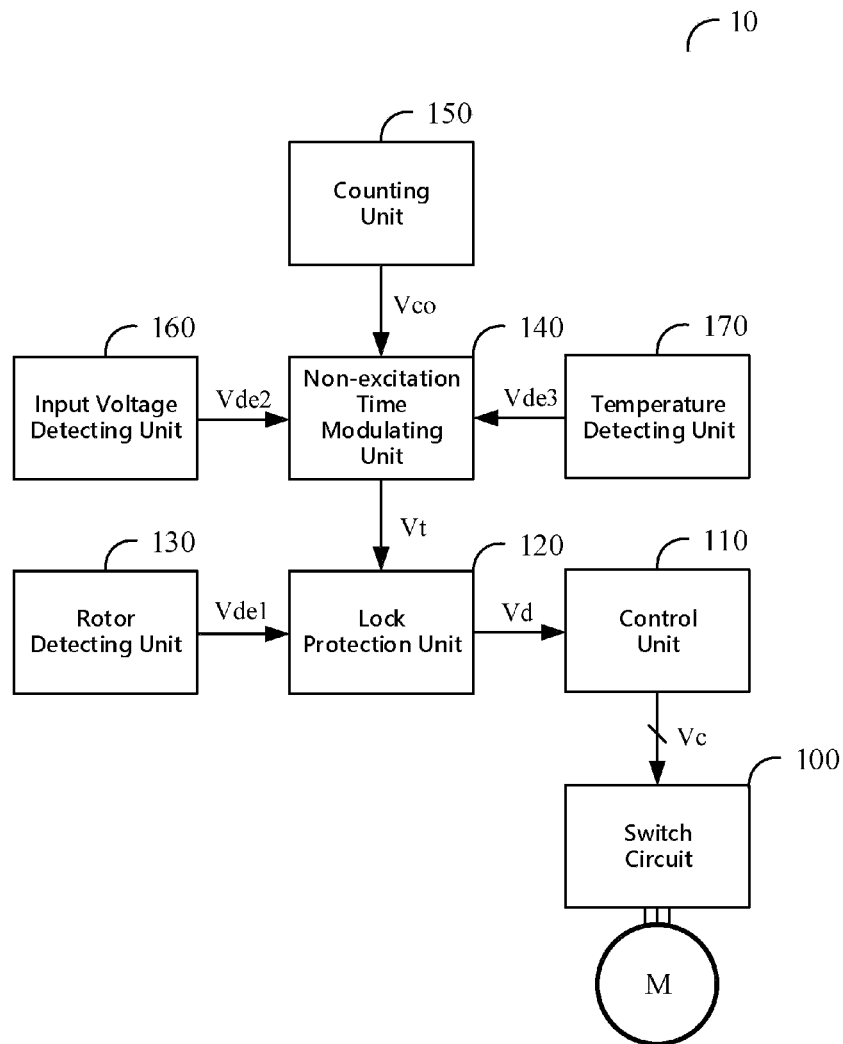 10
150
Counting
Unit
Vco
160
140
170
Input Voltage
Detecting Unit
Vde2
Non-excitation
Time
Modulating
Unit
Vde3
Temperature
Detecting Unit
Vt
130
120
110
Rotor
Detecting Unit
Vde1
Lock
Protection Unit
Vd
Control
Unit
Vc
100
Switch
Circuit
M